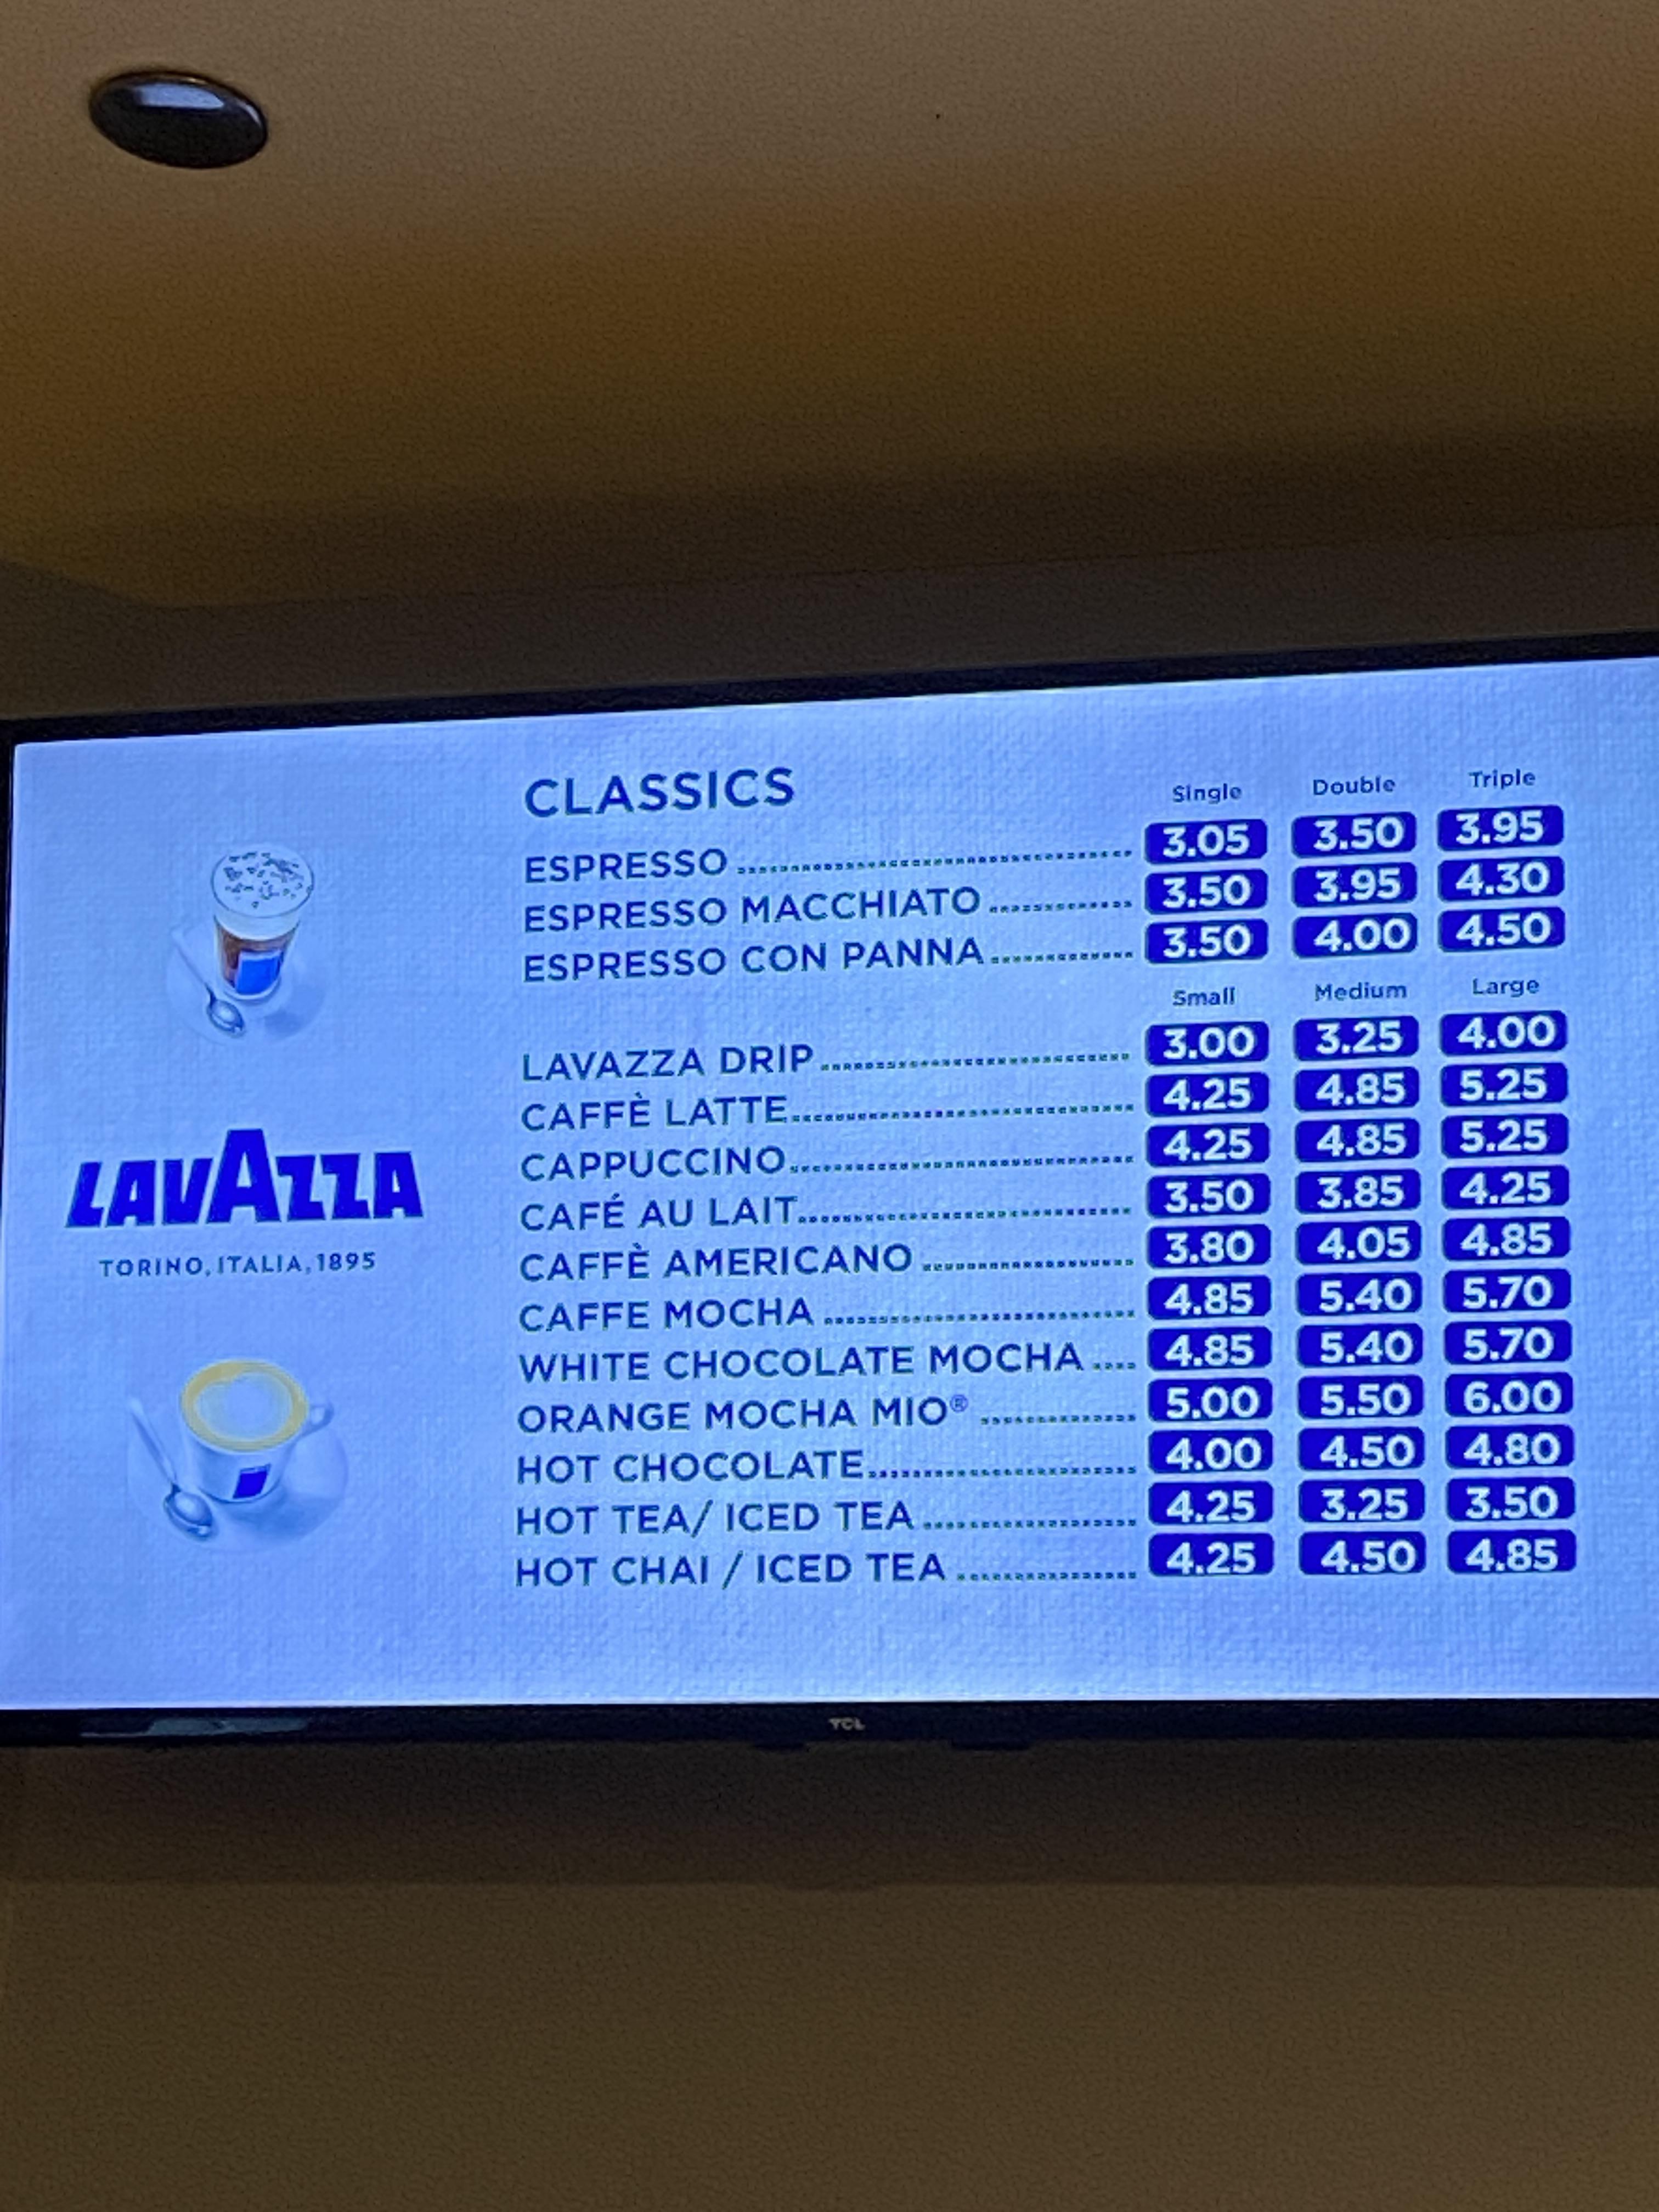 CLASSICS Single Double Triple
ESPRESSO 3.05 3.50 3.95
ESPRESSO MACCHIATO 3.50 3.95 4.30
ESPRESSO CON PANNA 3.50 4.00 4.50
Small Medium Large
LAVAZZA DRIP 3.00 3.25 4.00
CAFFÈ LATTE 4.25 4.85 5.25
CAPPUCCINO 4.25 4.85 5.25
CAFÉ AU LAIT 3.50 3.85 4.25
CAFFÈ AMERICANO 3.80 4.05 4.85
CAFFE MOCHA 4.85 5.40 5.70
WHITE CHOCOLATE MOCHA 4.85 5.40 5.70
ORANGE MOCHA MIO® 5.00 5.50 6.00
HOT CHOCOLATE 4.00 4.50 4.80
HOT TEA/ ICED TEA 4.25 3.25 3.50
HOT CHAI / ICED TEA 4.25 4.50 4.85
LAVAZZA
TORINO, ITALIA, 1895
TCL